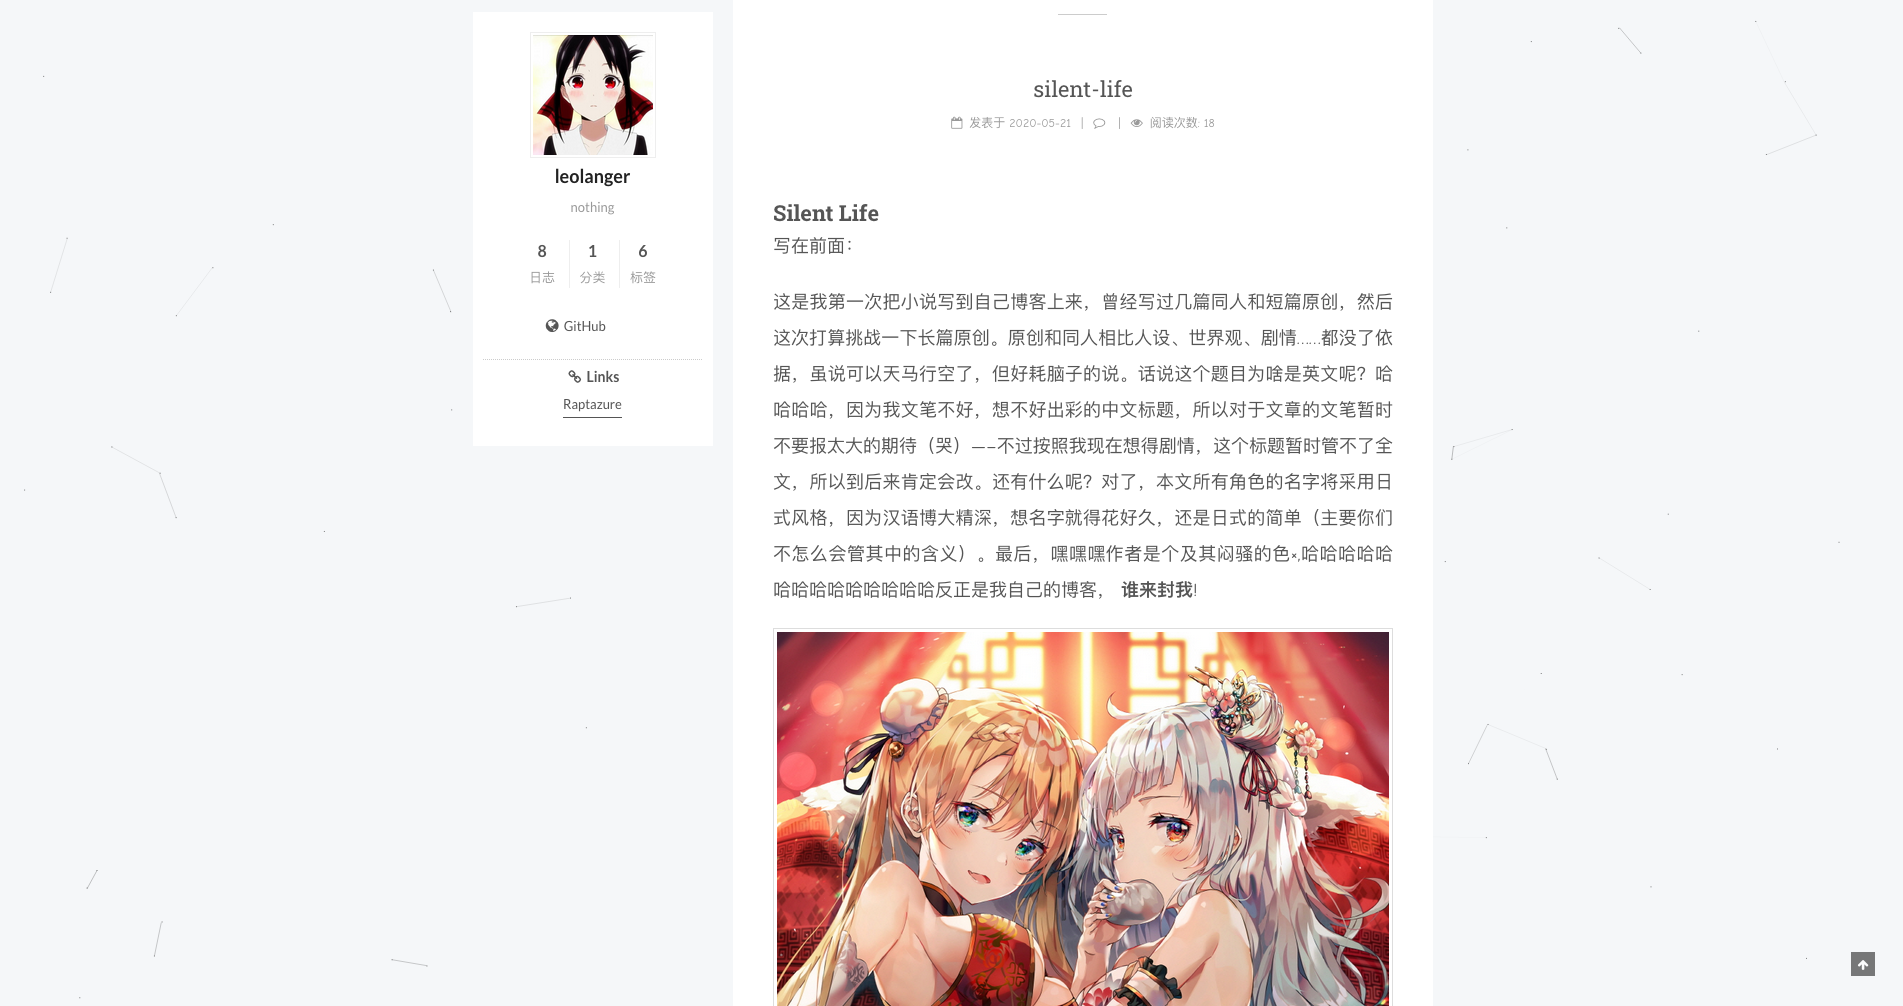 leolanger
nothing
8 1 6
日志 分类 标签
GitHub
Links
Raptazure
silent-life
发表于 2020-05-21 | | 阅读次数: 18
Silent Life
写在前面：
这是我第一次把小说写到自己博客上来，曾经写过几篇同人和短篇原创，然后
这次打算挑战一下长篇原创。原创和同人相比人设、世界观、剧情……都没了依
据，虽说可以天马行空了，但好耗脑子的说。话说这个题目为啥是英文呢？哈
哈哈哈，因为我文笔不好，想不好出彩的中文标题，所以对于文章的文笔暂时
不要报太大的期待（哭）—–不过按照我现在想得剧情，这个标题暂时管不了全
文，所以到后来肯定会改。还有什么呢？对了，本文所有角色的名字将采用日
式风格，因为汉语博大精深，想名字就得花好久，还是日式的简单（主要你们
不怎么会管其中的含义）。最后，嘿嘿嘿作者是个及其闷骚的色×,哈哈哈哈哈
哈哈哈哈哈哈哈哈哈反正是我自己的博客， 谁来封我!